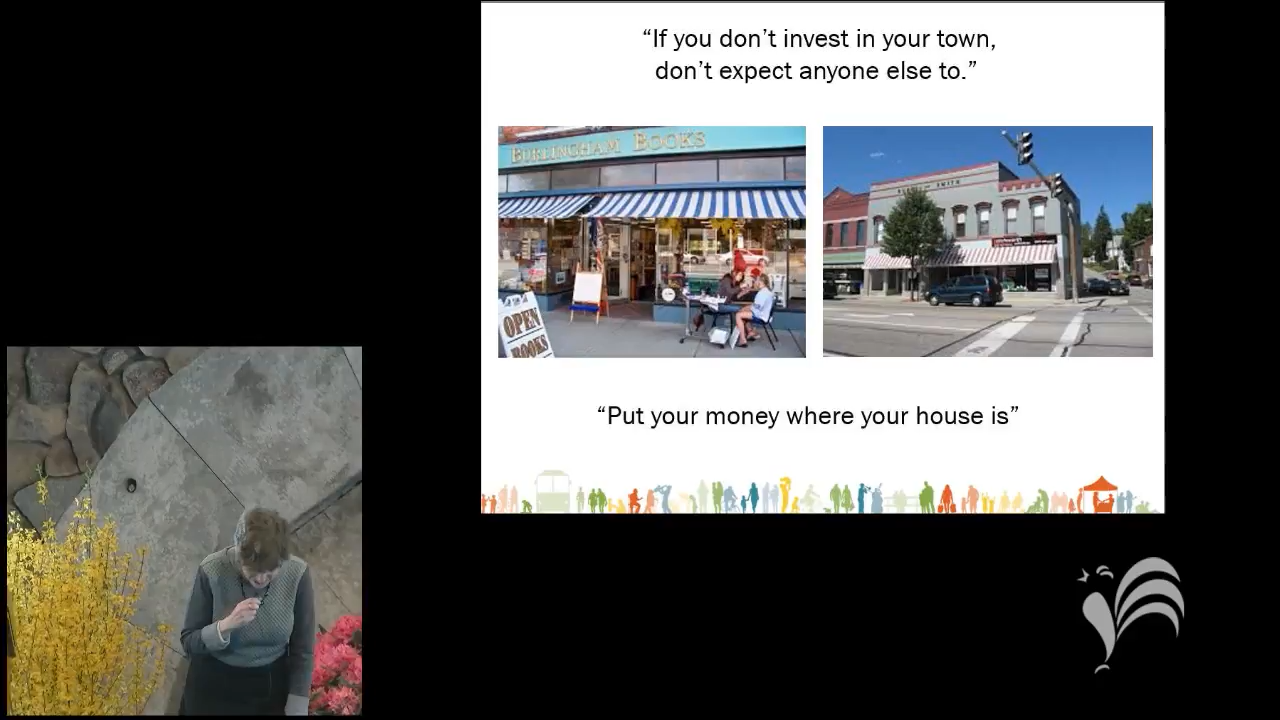 “If you don’t invest in your town,
don’t expect anyone else to.”
BURLINGHAM BOOKS
OPEN
BOOKS
“Put your money where your house is”